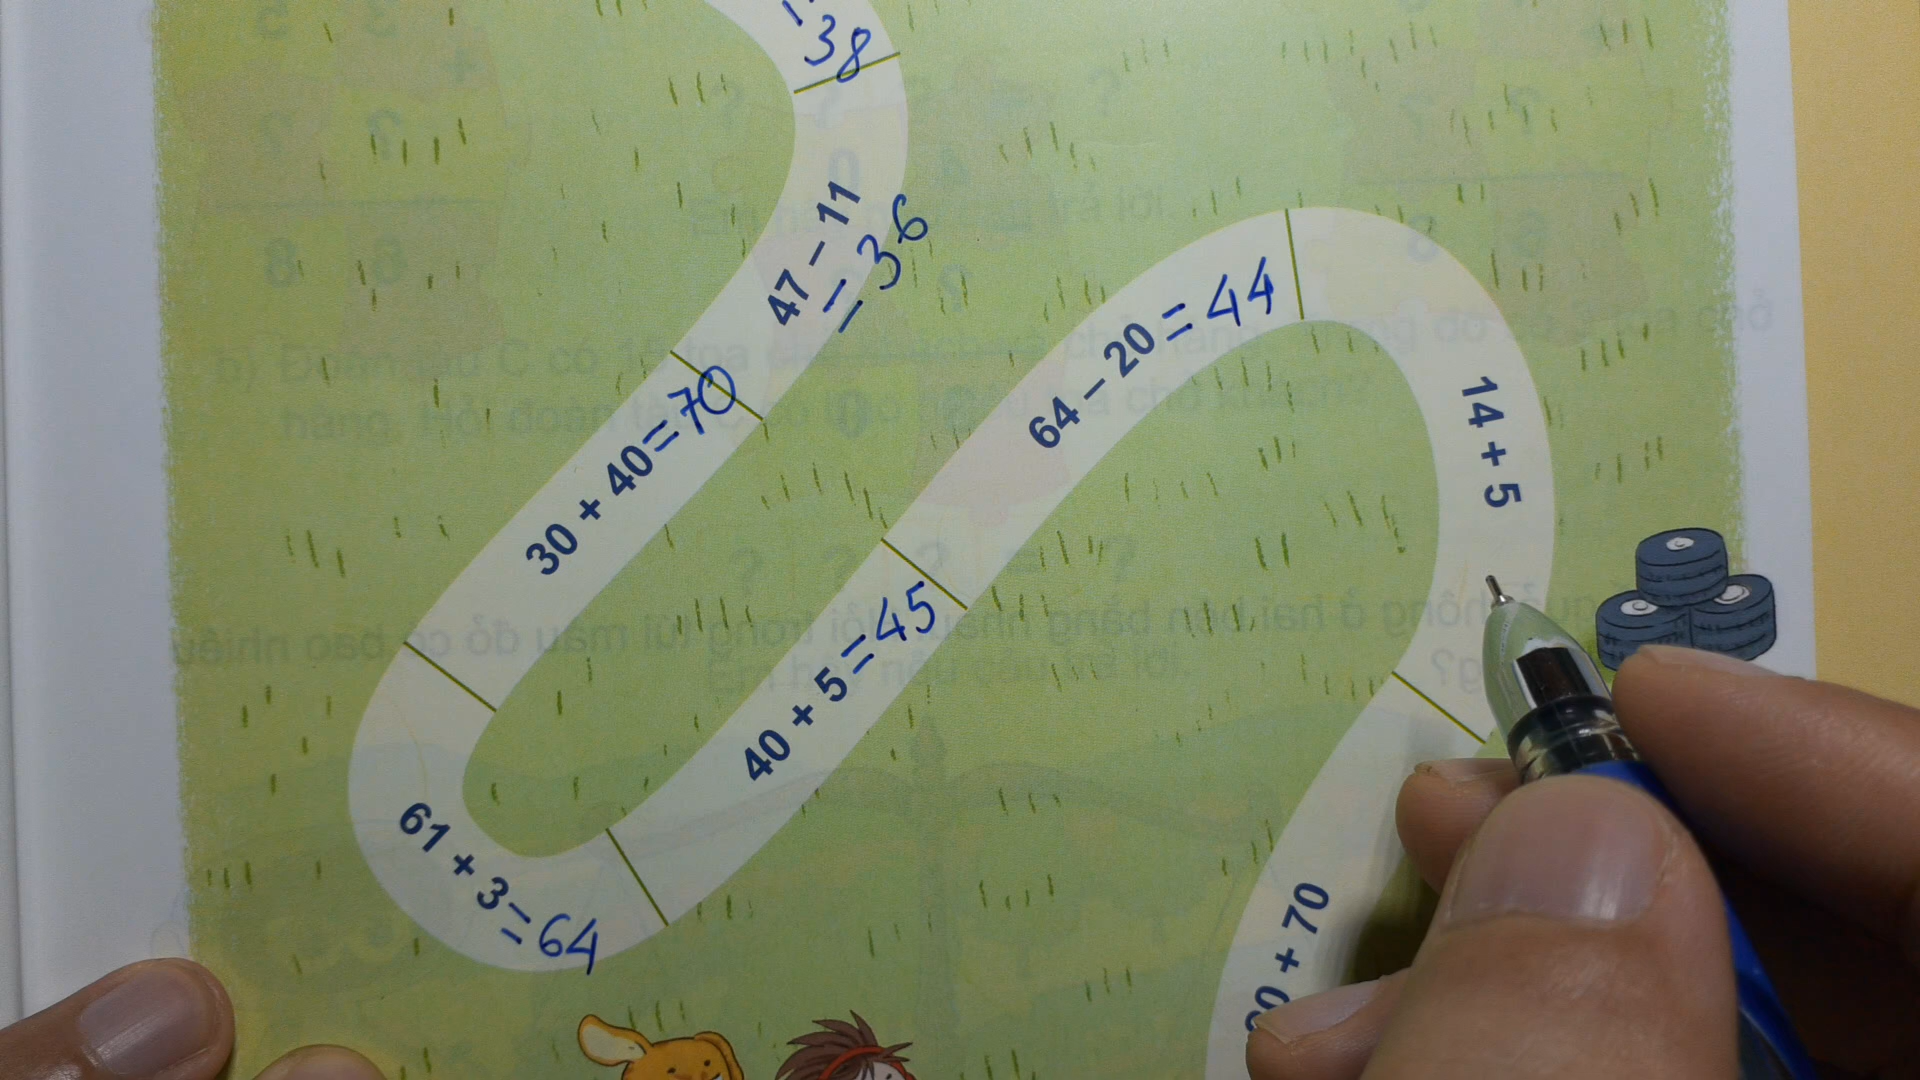 38
47 – 11
= 36
30 + 40 = 70
61 + 3 = 64
40 + 5 = 45
64 – 20 = 44
14 + 5
0 + 70